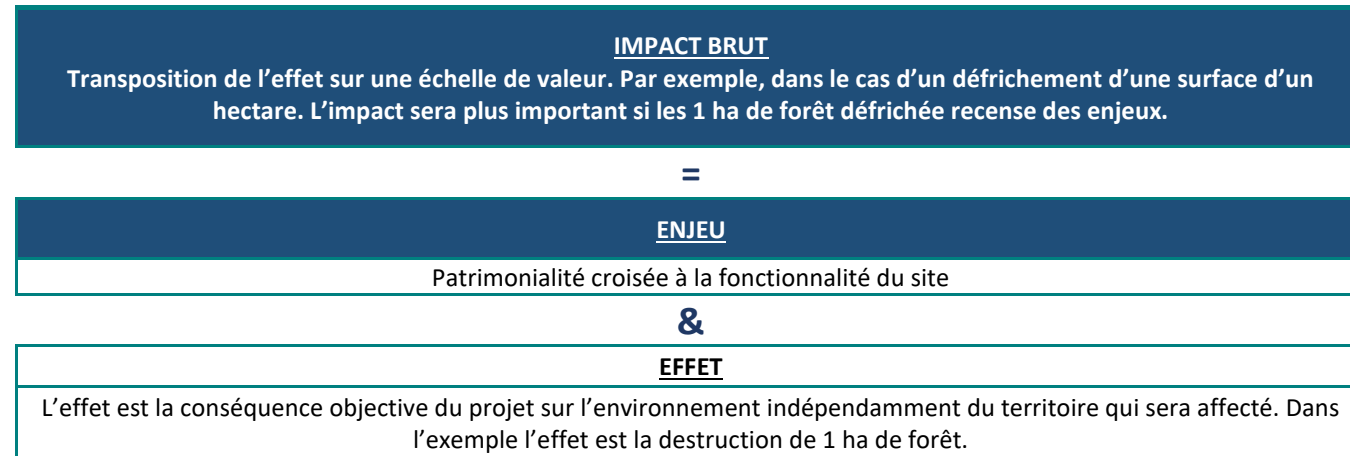 IMPACT BRUT
Transposition de l’effet sur une échelle de valeur. Par exemple, dans le cas d’un défrichement d’une surface d’un
hectare. L’impact sera plus important si les 1 ha de forêt défrichée recense des enjeux.
=
ENJEU
Patrimonialité croisée à la fonctionnalité du site
&
EFFET
L’effet est la conséquence objective du projet sur l’environnement indépendamment du territoire qui sera affecté. Dans
l’exemple l’effet est la destruction de 1 ha de forêt.